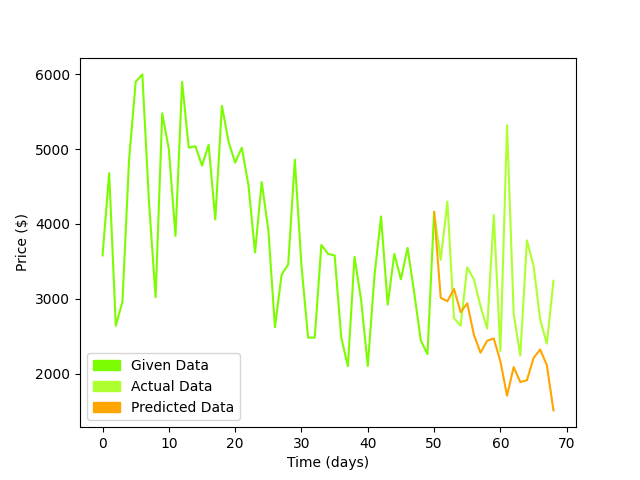 6000
5000
4000
3000
2000
Price ($)
Given Data
Actual Data
Predicted Data
0 10 20 30 40 50 60 70
Time (days)